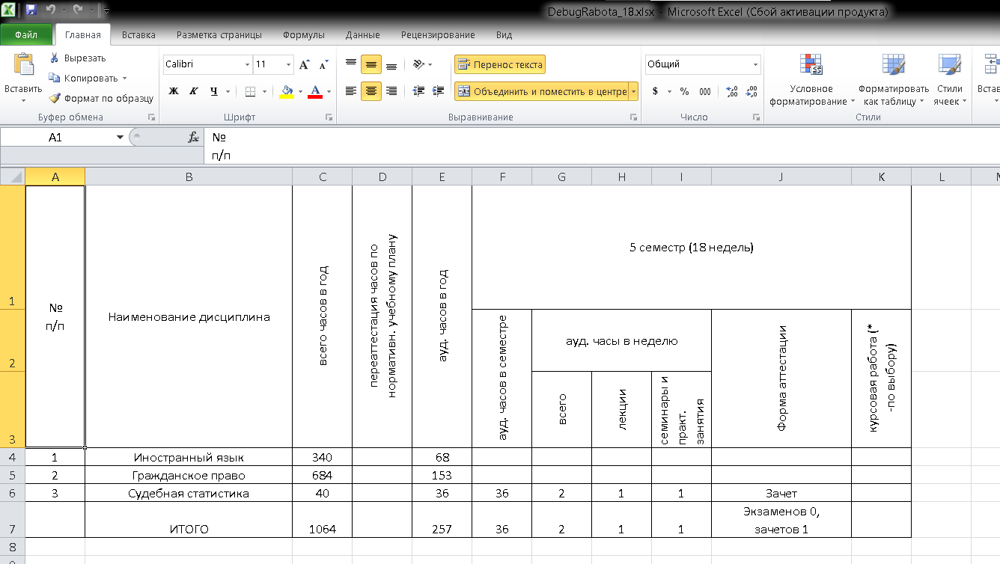 DebugRabota_18.xlsx - Microsoft Excel (Сбой активации продукта)
Файл Главная Вставка Разметка страницы Формулы Данные Рецензирование Вид
Вставить
Вырезать
Копировать
Формат по образцу
Буфер обмена
Calibri 11
Ж К Ч
Шрифт
Перенос текста
Объединить и поместить в центре
Выравнивание
Общий
$ % 000
Число
Условное форматирование
Форматировать как таблицу
Стили ячеек
Стили
A1
fx
№
п/п
A B C D E F G H I J K L
1
2
3
4
5
6
7
8
№
п/п
Наименование дисциплина
всего часов в год
переаттестация часов по
нормативн. учебному плану
ауд. часов в год
5 семестр (18 недель)
ауд. часов в семестре
ауд. часы в неделю
всего
лекции
семинары и
практ.
занятия
Форма аттестации
курсовая работа (*
-по выбору)
1 Иностранный язык 340 68
2 Гражданское право 684 153
3 Судебная статистика 40 36 36 2 1 1 Зачет
ИТОГО 1064 257 36 2 1 1 Экзаменов 0,
зачетов 1